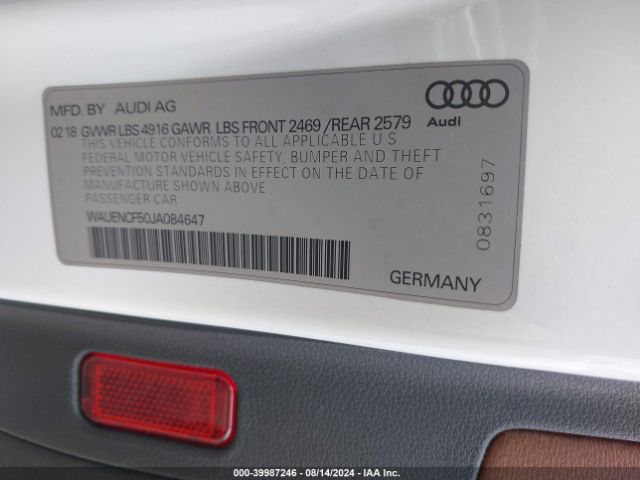 MFD. BY AUDI AG
02 18 GVWR LBS 4916 GAWR LBS FRONT 2469 /REAR 2579
THIS VEHICLE CONFORMS TO ALL APPLICABLE U S
FEDERAL MOTOR VEHICLE SAFETY, BUMPER AND THEFT
PREVENTION STANDARDS IN EFFECT ON THE DATE OF
MANUFACTURE SHOWN ABOVE
PASSENGER CAR
WAUENCF50JA084647
Audi
0831697
GERMANY
000-39987246 - 08/14/2024 - IAA Inc.